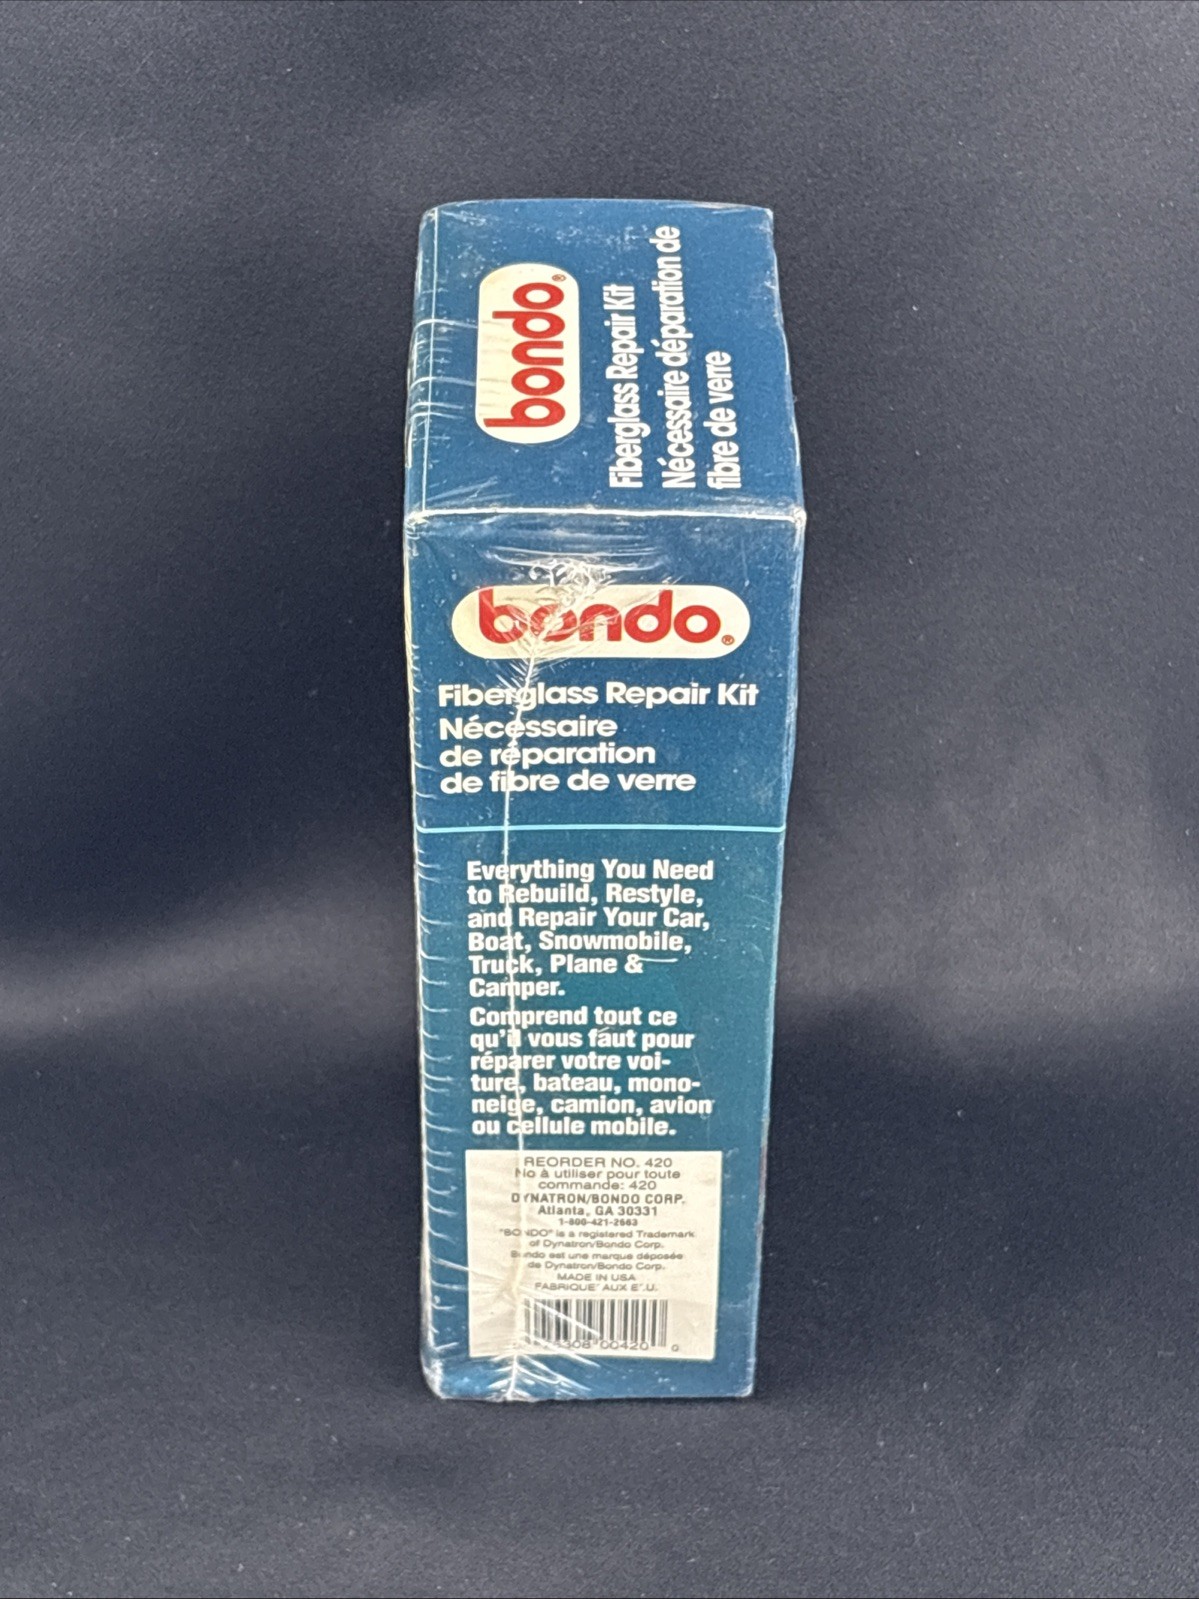 bondo®
Fiberglass Repair Kit
Nécessaire déparation de
fibre de verre
bondo®
Fiberglass Repair Kit
Nécessaire
de réparation
de fibre de verre
Everything You Need
to Rebuild, Restyle,
and Repair Your Car,
Boat, Snowmobile,
Truck, Plane &
Camper.
Comprend tout ce
qu'il vous faut pour
réparer votre voi-
ture, bateau, mono-
neige, camion, avion
ou cellule mobile.
REORDER NO. 420
No à utiliser pour toute
commande: 420
DYNATRON/BONDO CORP.
Atlanta, GA 30331
1-800-421-2663
"BONDO" is a registered Trademark
of Dynatron/Bondo Corp.
Bondo est une marque déposée
de Dynatron/Bondo Corp.
MADE IN USA
FABRIQUE' AUX E'.U.
00420